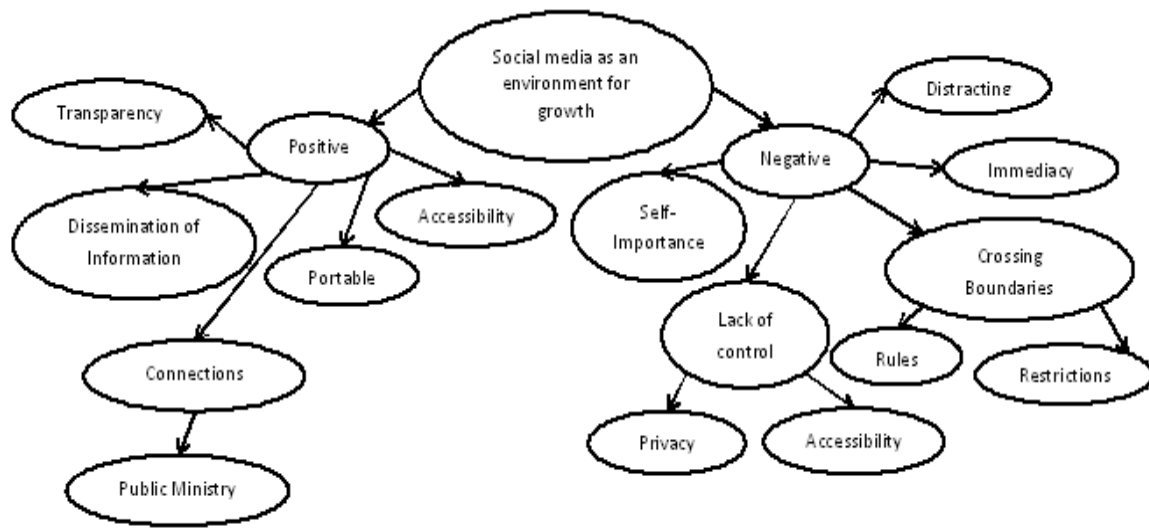 Social media as an
environment for
growth
Distracting
Transparency
Positive
Negative
Immediacy
Accessibility
Self-
Importance
Dissemination of
Information
Portable
Crossing
Boundaries
Lack of
control
Rules
Restrictions
Connections
Privacy
Accessibility
Public Ministry